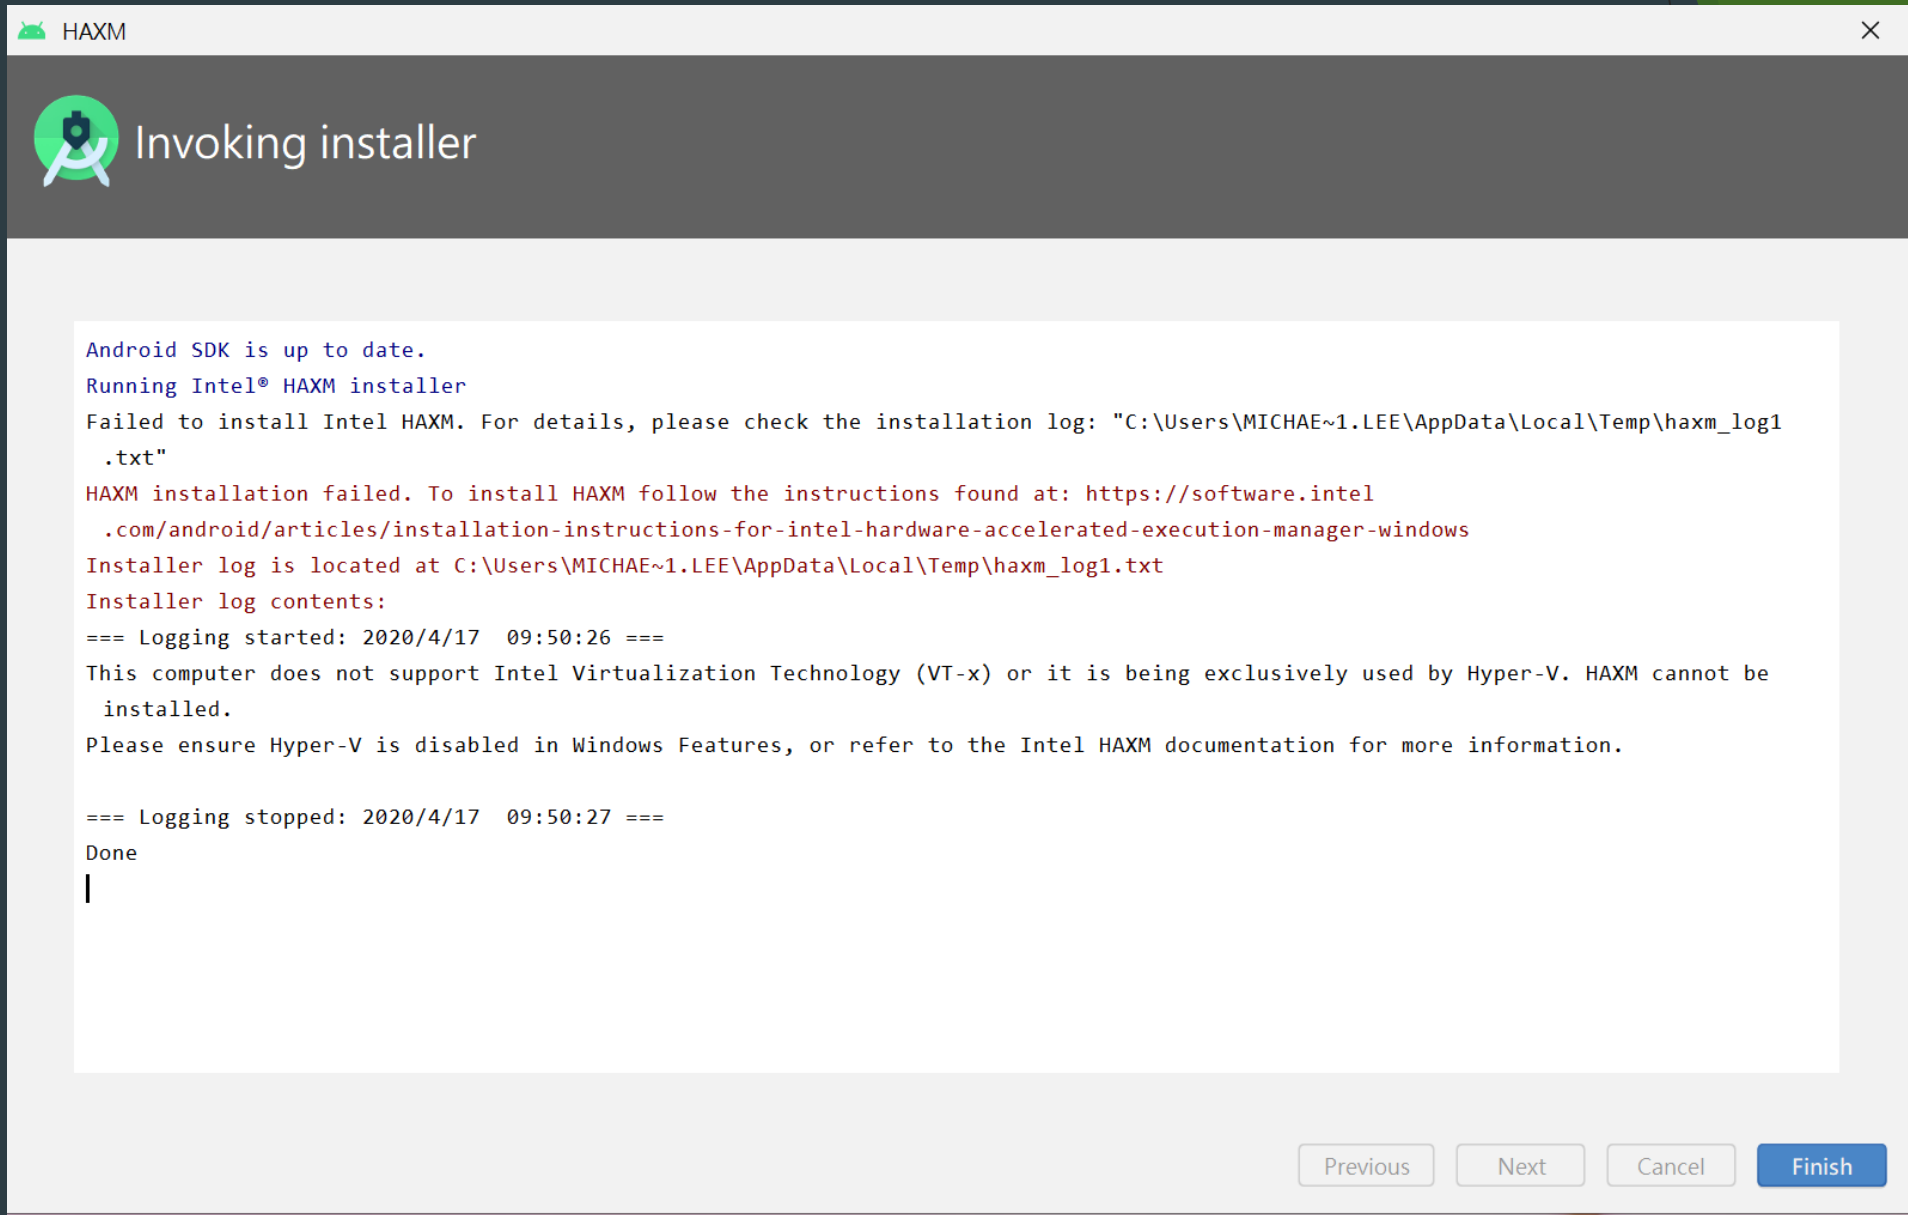 HAXM
Invoking installer
Android SDK is up to date.
Running Intel® HAXM installer
Failed to install Intel HAXM. For details, please check the installation log: "C:\Users\MICHAE~1.LEE\AppData\Local\Temp\haxm_log1
.txt"
HAXM installation failed. To install HAXM follow the instructions found at: https://software.intel
.com/android/articles/installation-instructions-for-intel-hardware-accelerated-execution-manager-windows
Installer log is located at C:\Users\MICHAE~1.LEE\AppData\Local\Temp\haxm_log1.txt
Installer log contents:
=== Logging started: 2020/4/17  09:50:26 ===
This computer does not support Intel Virtualization Technology (VT-x) or it is being exclusively used by Hyper-V. HAXM cannot be
installed.
Please ensure Hyper-V is disabled in Windows Features, or refer to the Intel HAXM documentation for more information.
=== Logging stopped: 2020/4/17  09:50:27 ===
Done
Previous Next Cancel Finish